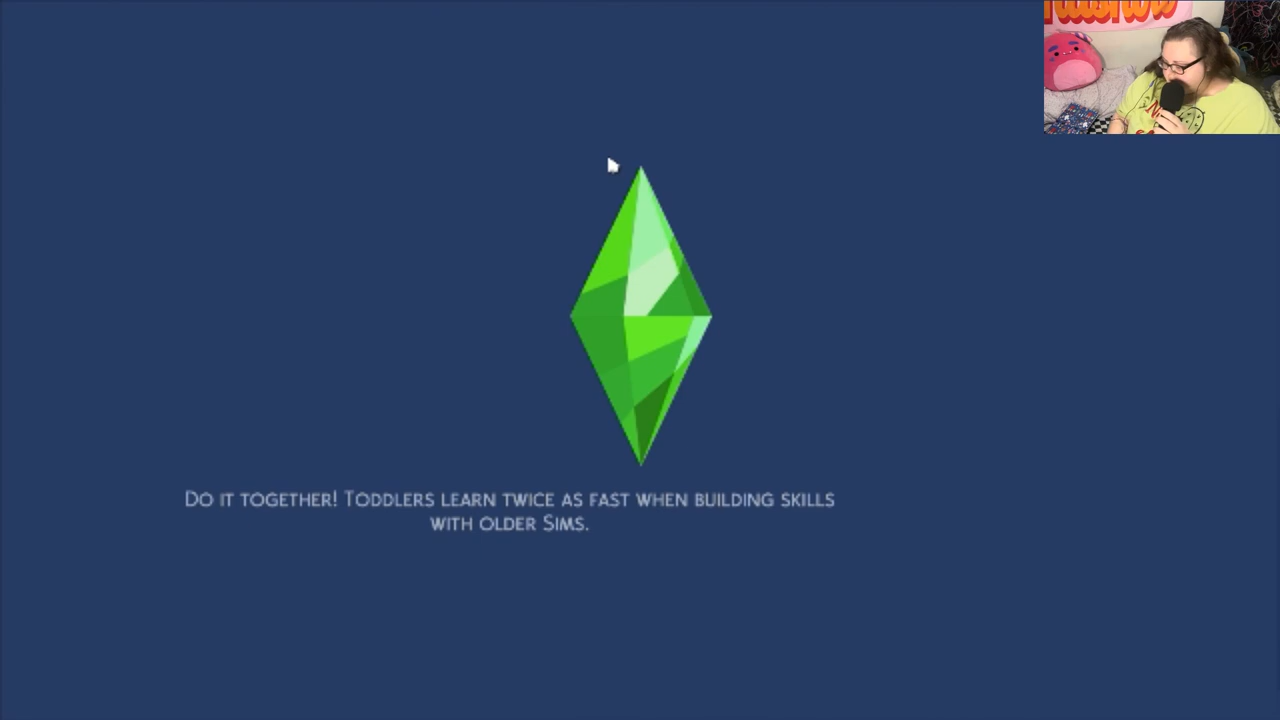 Do it together! Toddlers learn twice as fast when building skills
with older Sims.